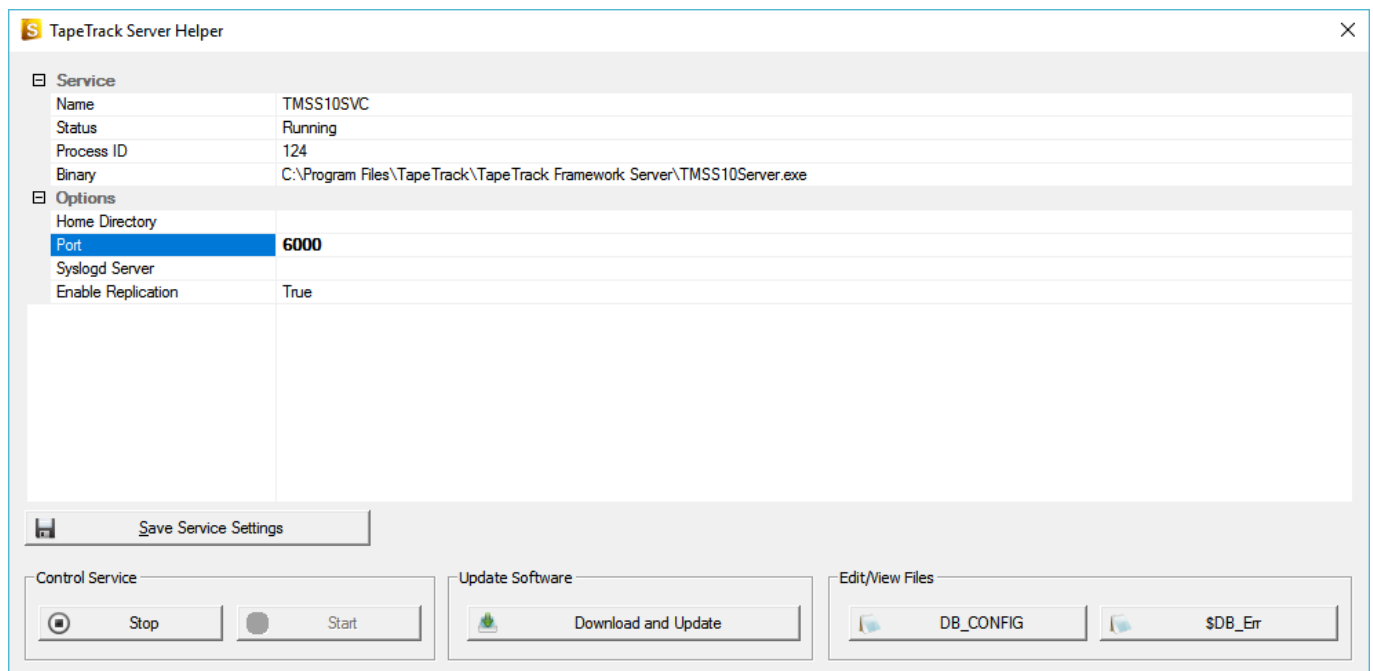 S TapeTrack Server Helper
Service
Name TMSS10SVC
Status Running
Process ID 124
Binary C:\Program Files\TapeTrack\TapeTrack Framework Server\TMSS10Server.exe
Options
Home Directory
Port 6000
Syslogd Server
Enable Replication True
Save Service Settings
Control Service Update Software Edit/View Files
Stop Start Download and Update DB_CONFIG $DB_Err